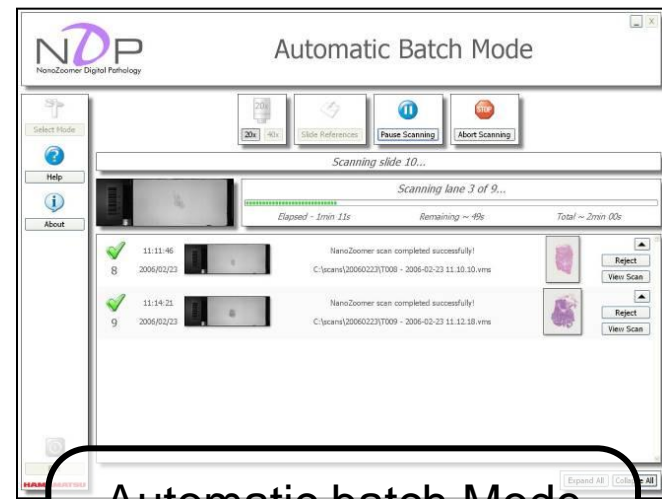 NDP
NanoZoomer Digital Pathology
Automatic Batch Mode
Select Mode
Help
About
20x
20x 40x
Slide References
Pause Scanning
STOP
Abort Scanning
Scanning slide 10...
Scanning lane 3 of 9...
Elapsed ~ 1min 11s Remaining ~ 49s Total ~ 2min 00s
8
11:11:46
2006/02/23
NanoZoomer scan completed successfully!
C:\scans\20060223\T008 - 2006-02-23 11.10.10.vms
Reject
View Scan
9
11:14:21
2006/02/23
NanoZoomer scan completed successfully!
C:\scans\20060223\T009 - 2006-02-23 11.12.18.vms
Reject
View Scan
Expand All Collapse All
Automatic batch Mode